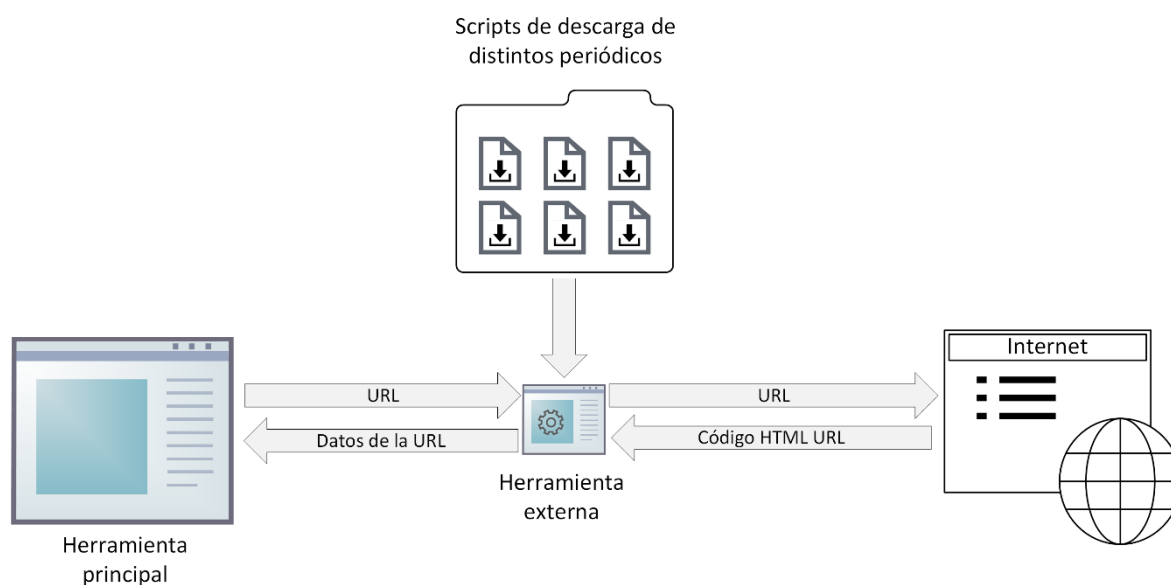 Scripts de descarga de
distintos periódicos
Internet
URL
URL
Datos de la URL
Código HTML URL
Herramienta
externa
Herramienta
principal